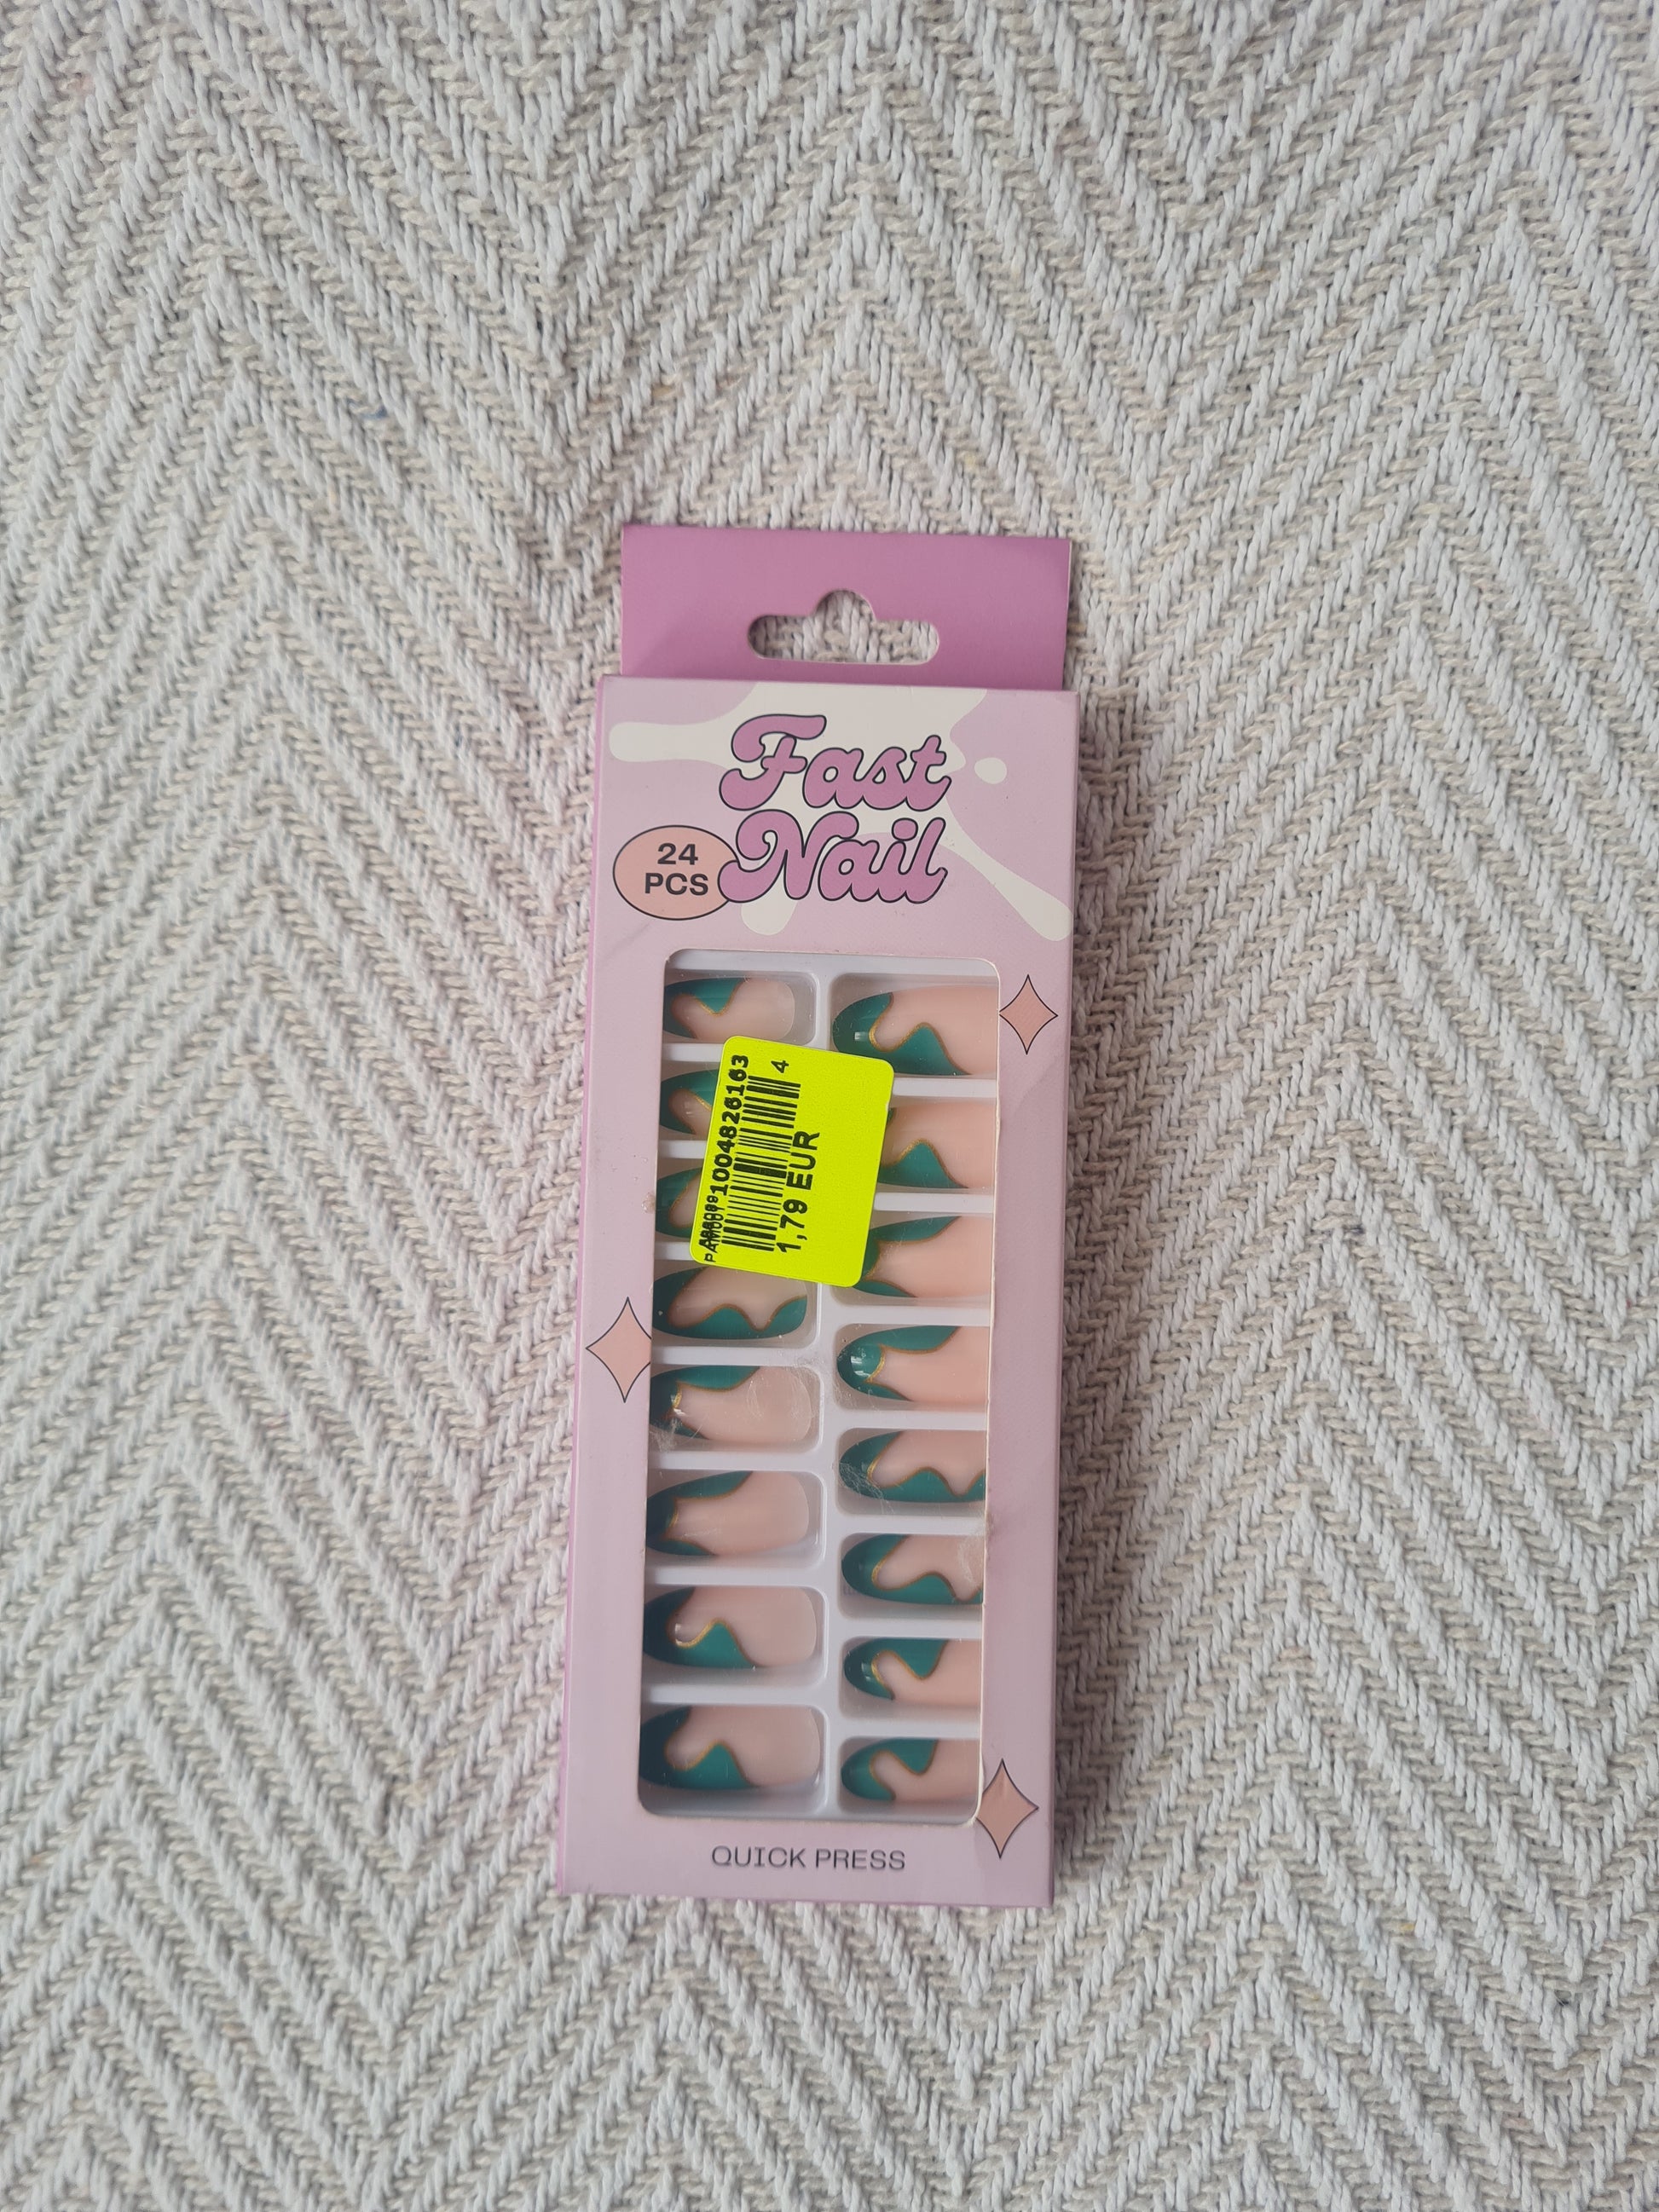 Fast
Nail
24
PCS
1004826163
4
1,79 EUR
QUICK PRESS